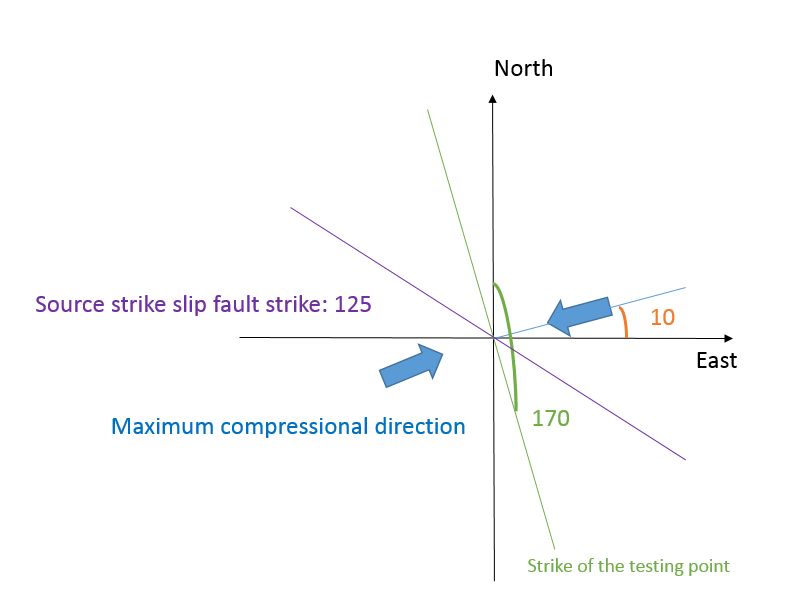 North
Source strike slip fault strike: 125
10
East
Maximum compressional direction
170
Strike of the testing point